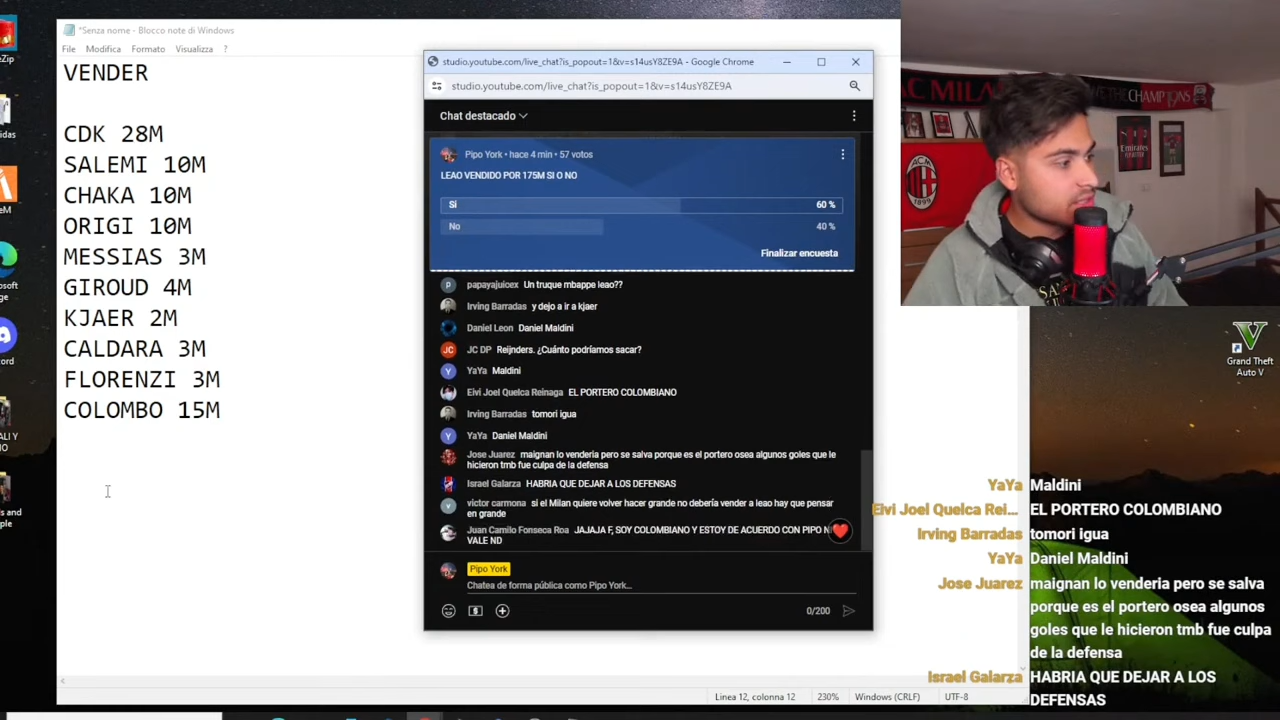 *Senza nome - Blocco note di Windows
File Modifica Formato Visualizza ?
VENDER
CDK 28M
SALEMI 10M
CHAKA 10M
ORIGI 10M
MESSIAS 3M
GIROUD 4M
KJAER 2M
CALDARA 3M
FLORENZI 3M
COLOMBO 15M
Linea 12, colonna 12 230% Windows (CRLF) UTF-8
studio.youtube.com/live_chat?is_popout=1&v=s14usY8ZE9A - Google Chrome
studio.youtube.com/live_chat?is_popout=1&v=s14usY8ZE9A
Chat destacado
Pipo York • hace 4 min • 57 votos
LEAO VENDIDO POR 175M SI O NO
Si 60 %
No 40 %
Finalizar encuesta
papayajuicex Un truque mbappe leao??
Irving Barradas y dejo a ir a kjaer
Daniel Leon Daniel Maldini
JC DP Reijnders. ¿Cuánto podríamos sacar?
YaYa Maldini
Eivi Joel Quelca Reinaga EL PORTERO COLOMBIANO
Irving Barradas tomori igua
YaYa Daniel Maldini
Jose Juarez maignan lo venderia pero se salva porque es el portero osea algunos goles que le
hicieron tmb fue culpa de la defensa
Israel Galarza HABRIA QUE DEJAR A LOS DEFENSAS
victor carmona si el Milan quiere volver hacer grande no debería vender a leao hay que pensar
en grande
Juan Camilo Fonseca Roa JAJAJA F, SOY COLOMBIANO Y ESTOY DE ACUERDO CON PIPO
VALE ND
Pipo York
Chatea de forma pública como Pipo York...
0/200
AC MILAN
THE CHAMP
ACM
1899
Grand Theft
Auto V
YaYa Maldini
Eivi Joel Quelca Rei... EL PORTERO COLOMBIANO
Irving Barradas tomori igua
YaYa Daniel Maldini
Jose Juarez maignan lo venderia pero se salva
porque es el portero osea algunos
goles que le hicieron tmb fue culpa
de la defensa
Israel Galarza HABRIA QUE DEJAR A LOS
DEFENSAS